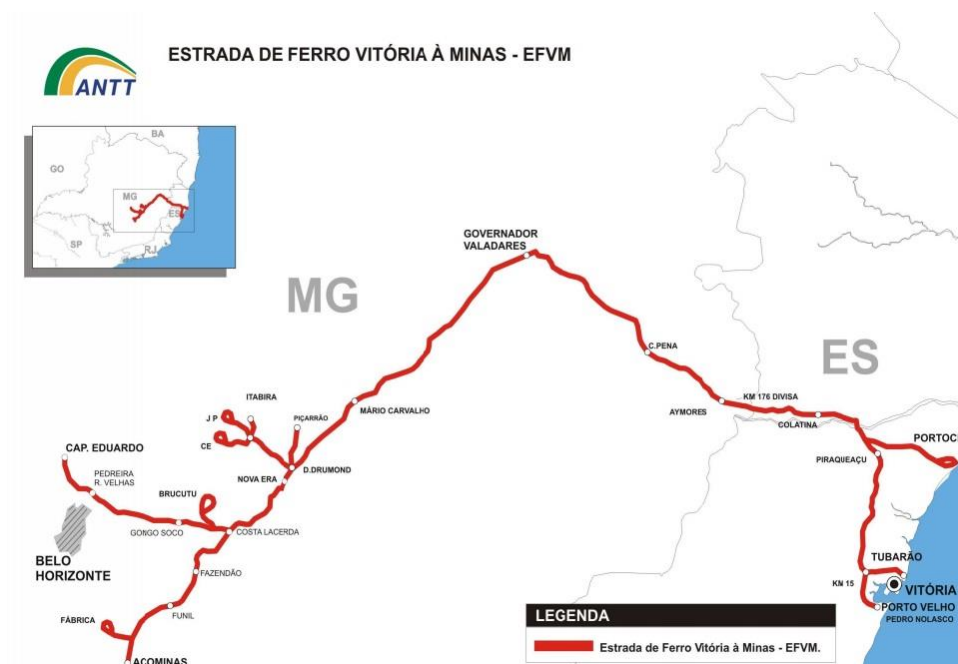 ESTRADA DE FERRO VITÓRIA À MINAS - EFVM
ANTT
BA
GO
MG
ES
SP
RJ
GOVERNADOR
VALADARES
MG
ES
C.PENA
KM 176 DIVISA
AYMORES
COLATINA
ITABIRA
J P
PIÇARRÃO
MÁRIO CARVALHO
CE
CAP. EDUARDO
D.DRUMOND
PORTOCE
PIRAQUEAÇU
PEDREIRA
R. VELHAS
NOVA ERA
BRUCUTU
GONGO SOCO
COSTA LACERDA
BELO
HORIZONTE
FAZENDÃO
TUBARÃO
KN 15
VITÓRIA
FUNIL
FÁBRICA
PORTO VELHO
PEDRO NOLASCO
LEGENDA
Estrada de Ferro Vitória à Minas - EFVM.
AÇOMINAS